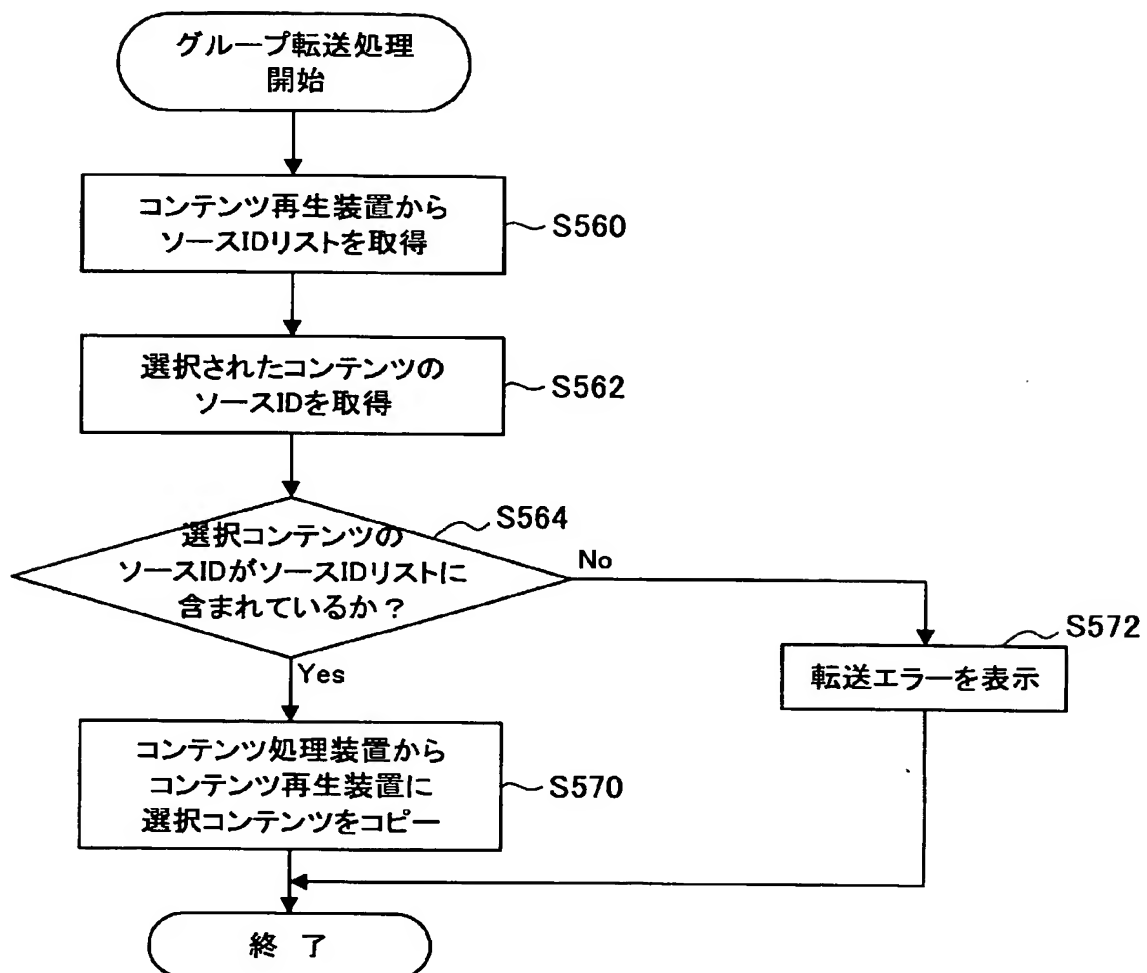 グループ転送処理
開始
コンテンツ再生装置から
ソースIDリストを取得
S560
選択されたコンテンツの
ソースIDを取得
S562
S564
選択コンテンツの
ソースIDがソースIDリストに
含まれているか？
No
Yes
S572
転送エラーを表示
コンテンツ処理装置から
コンテンツ再生装置に
選択コンテンツをコピー
S570
終 了